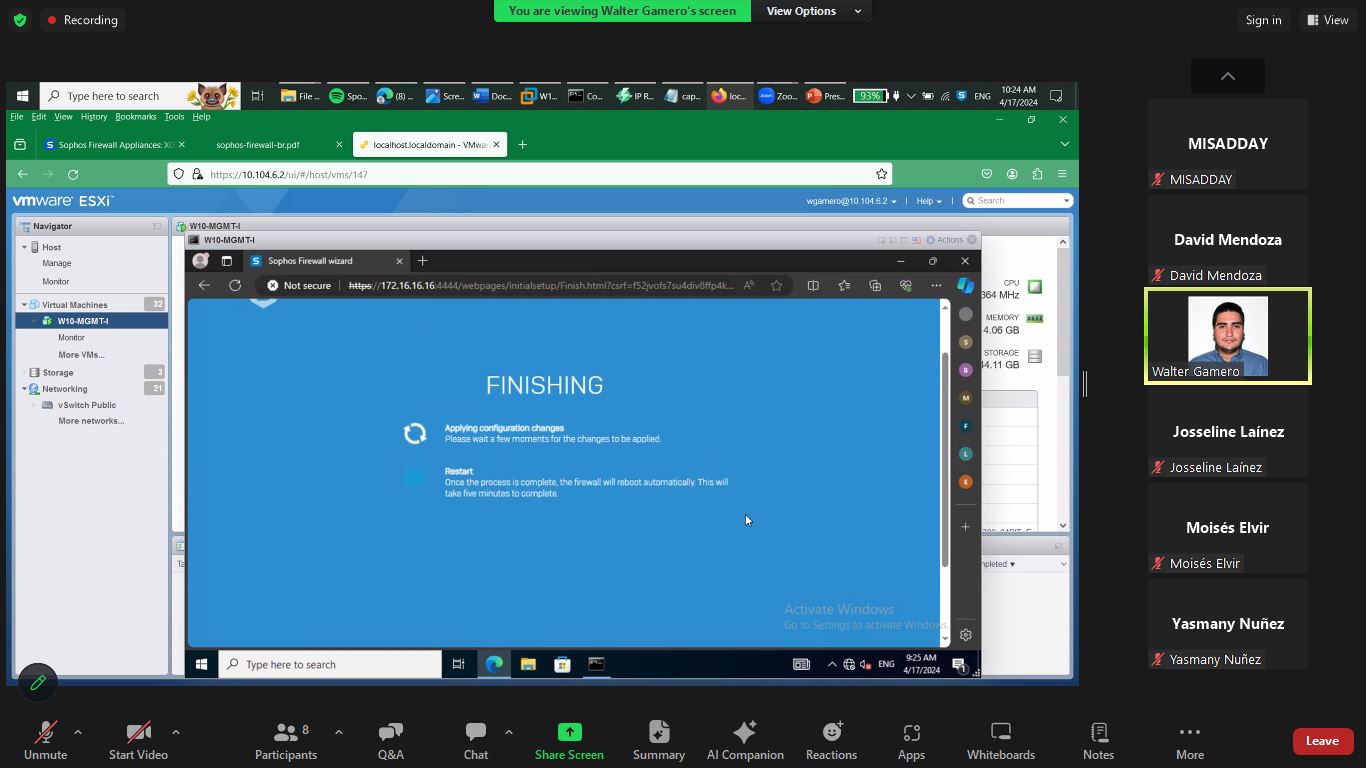 Recording
You are viewing Walter Gamero's screen
View Options
Sign in
View
Type here to search
File ...
Spo...
(8) ...
Scre...
Doc...
W1...
Co...
IP R...
cap...
loc...
Zoo...
Pres...
93%
ENG
10:24 AM
4/17/2024
File Edit View History Bookmarks Tools Help
Sophos Firewall Appliances: XG
sophos-firewall-br.pdf
localhost.localdomain - VMwar
https://10.104.6.2/ui/#/host/vms/147
vmware ESXi™
wgamero@10.104.6.2
Help
Search
Navigator
W10-MGMT-I
W10-MGMT-I
Actions
Host
Manage
Monitor
Virtual Machines 32
W10-MGMT-I
Monitor
More VMs...
Storage 3
Networking 21
vSwitch Public
More networks...
Sophos Firewall wizard
Not secure
https://172.16.16.16:4444/webpages/initialsetup/Finish.html?csrf=f52jvofs7su4div8ffp4k...
CPU
364 MHz
MEMORY
4.06 GB
STORAGE
44.11 GB
S
B
M
F
L
E
FINISHING
Applying configuration changes
Please wait a few moments for the changes to be applied.
Restart
Once the process is complete, the firewall will reboot automatically. This will
take five minutes to complete.
Activate Windows
Go to Settings to activate Windows.
Type here to search
ENG
9:25 AM
4/17/2024
1
MISADDAY
MISADDAY
David Mendoza
David Mendoza
Walter Gamero
Josseline Laínez
Josseline Laínez
Moisés Elvir
Moisés Elvir
Yasmany Nuñez
Yasmany Nuñez
Unmute
Start Video
Participants
8
Q&A
Chat
Share Screen
Summary
AI Companion
Reactions
Apps
Whiteboards
Notes
More
Leave